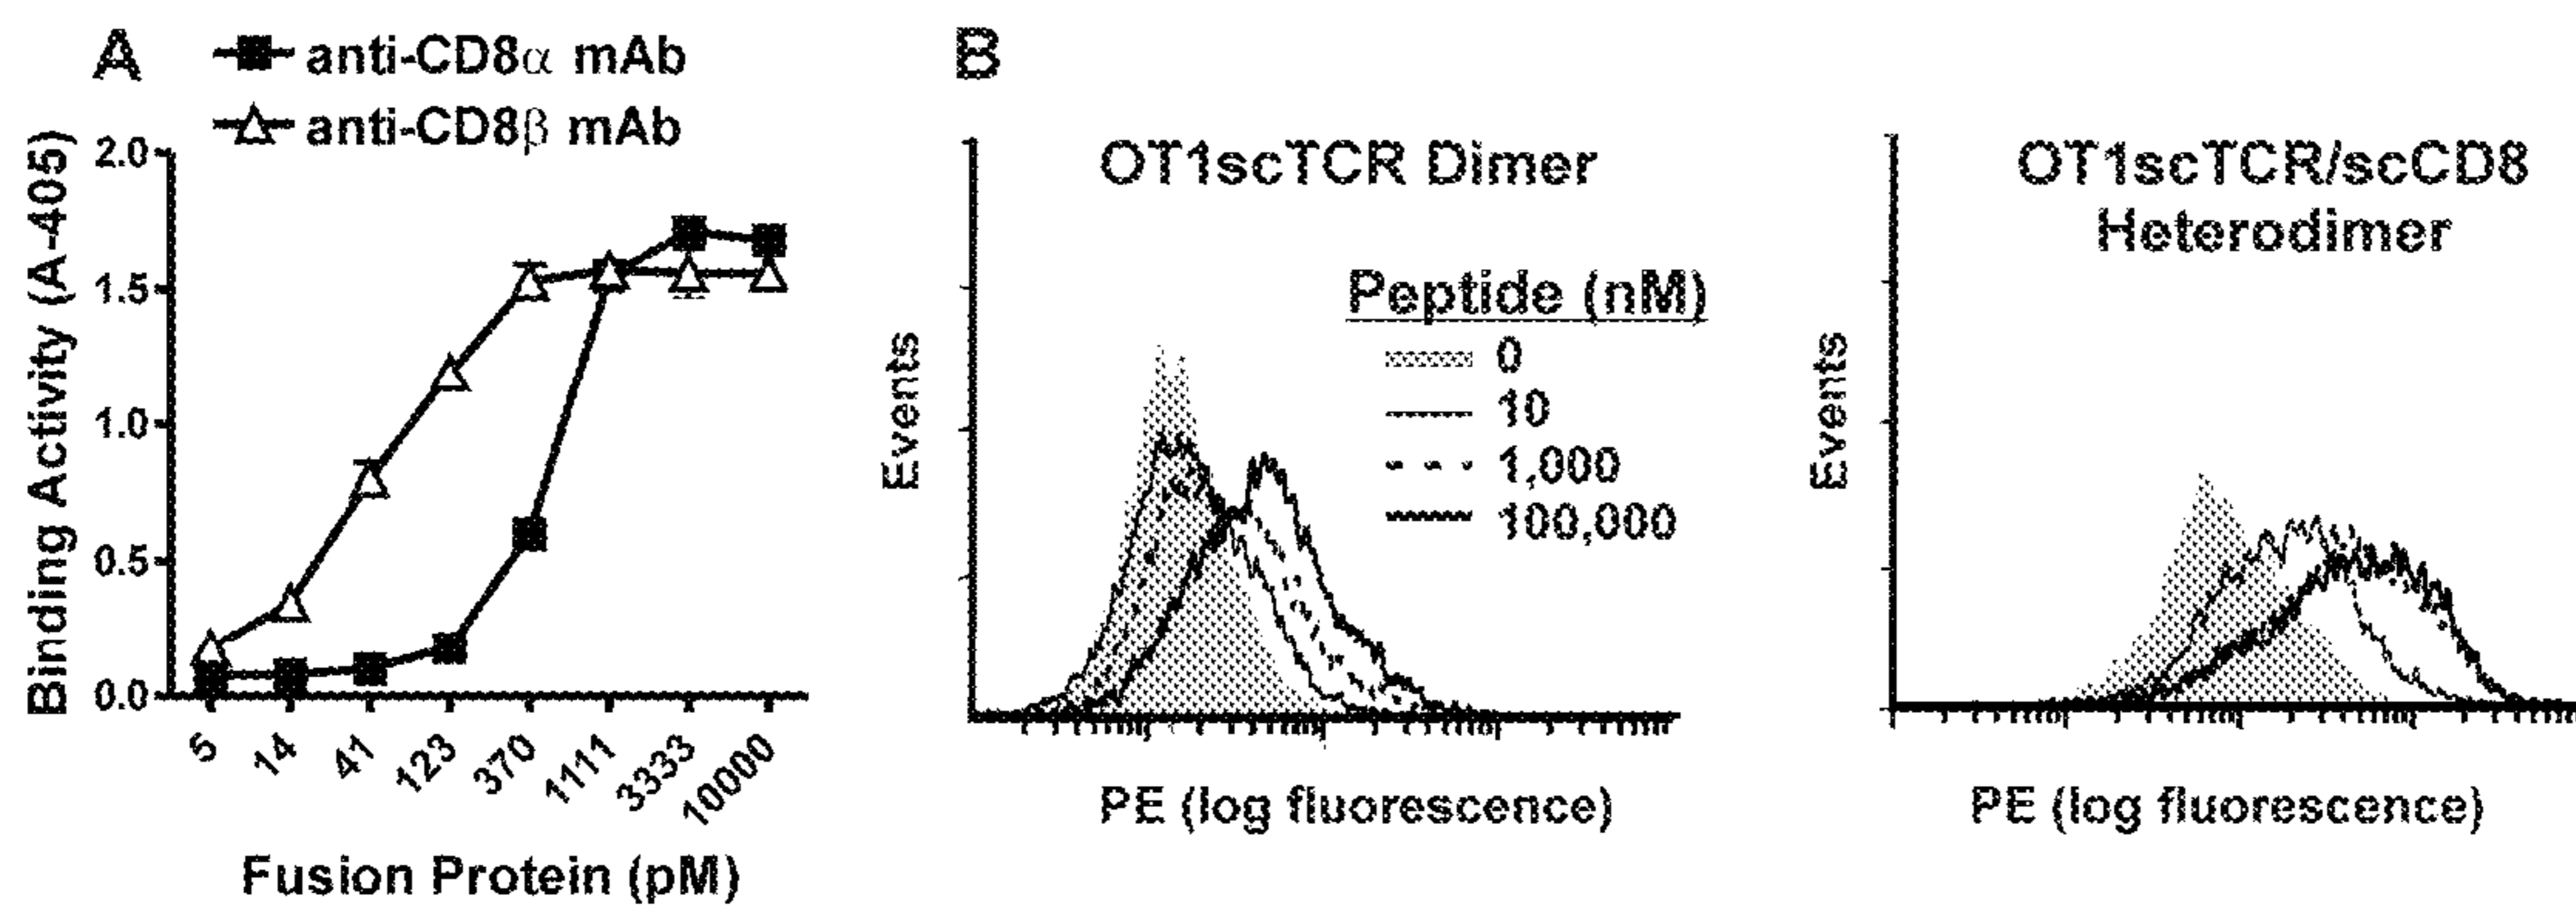 A
anti-CD8α mAb
anti-CD8β mAb
Binding Activity (A-405)
2.0
1.5
1.0
0.5
0.0
5
14
41
123
370
1111
3333
10000
Fusion Protein (pM)
B
OT1scTCR Dimer
Peptide (nM)
0
10
1,000
100,000
Events
PE (log fluorescence)
OT1scTCR/scCD8
Heterodimer
Events
PE (log fluorescence)